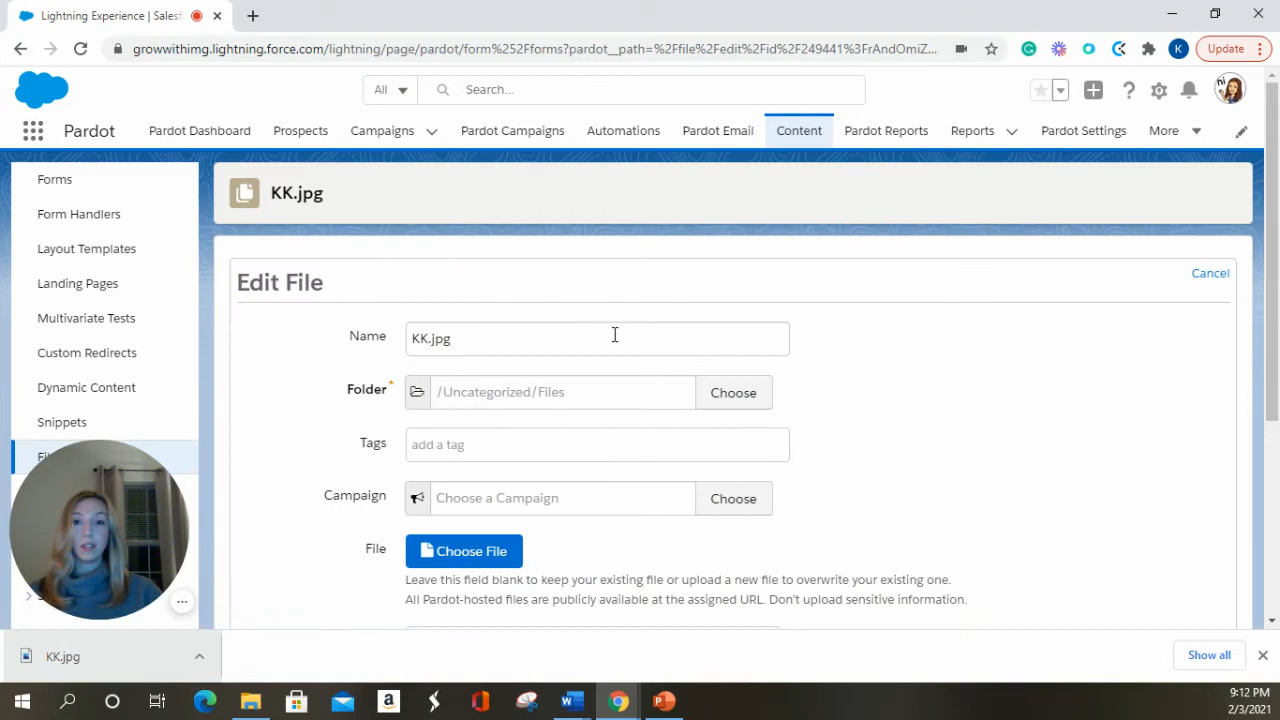 Lightning Experience | Salesf
growwithimg.lightning.force.com/lightning/page/pardot/form%252Fforms?pardot__path=%2Ffile%2Fedit%2Fid%2F249441%3FrAndOmiZ...
K
Update
All
Search...
hi
Pardot
Pardot Dashboard
Prospects
Campaigns
Pardot Campaigns
Automations
Pardot Email
Content
Pardot Reports
Reports
Pardot Settings
More
Forms
Form Handlers
Layout Templates
Landing Pages
Multivariate Tests
Custom Redirects
Dynamic Content
Snippets
KK.jpg
Edit File
Cancel
Name
KK.jpg
Folder*
/Uncategorized/Files
Choose
Tags
add a tag
Campaign
Choose a Campaign
Choose
File
Choose File
Leave this field blank to keep your existing file or upload a new file to overwrite your existing one.
All Pardot-hosted files are publicly available at the assigned URL. Don't upload sensitive information.
KK.jpg
Show all
9:12 PM
2/3/2021